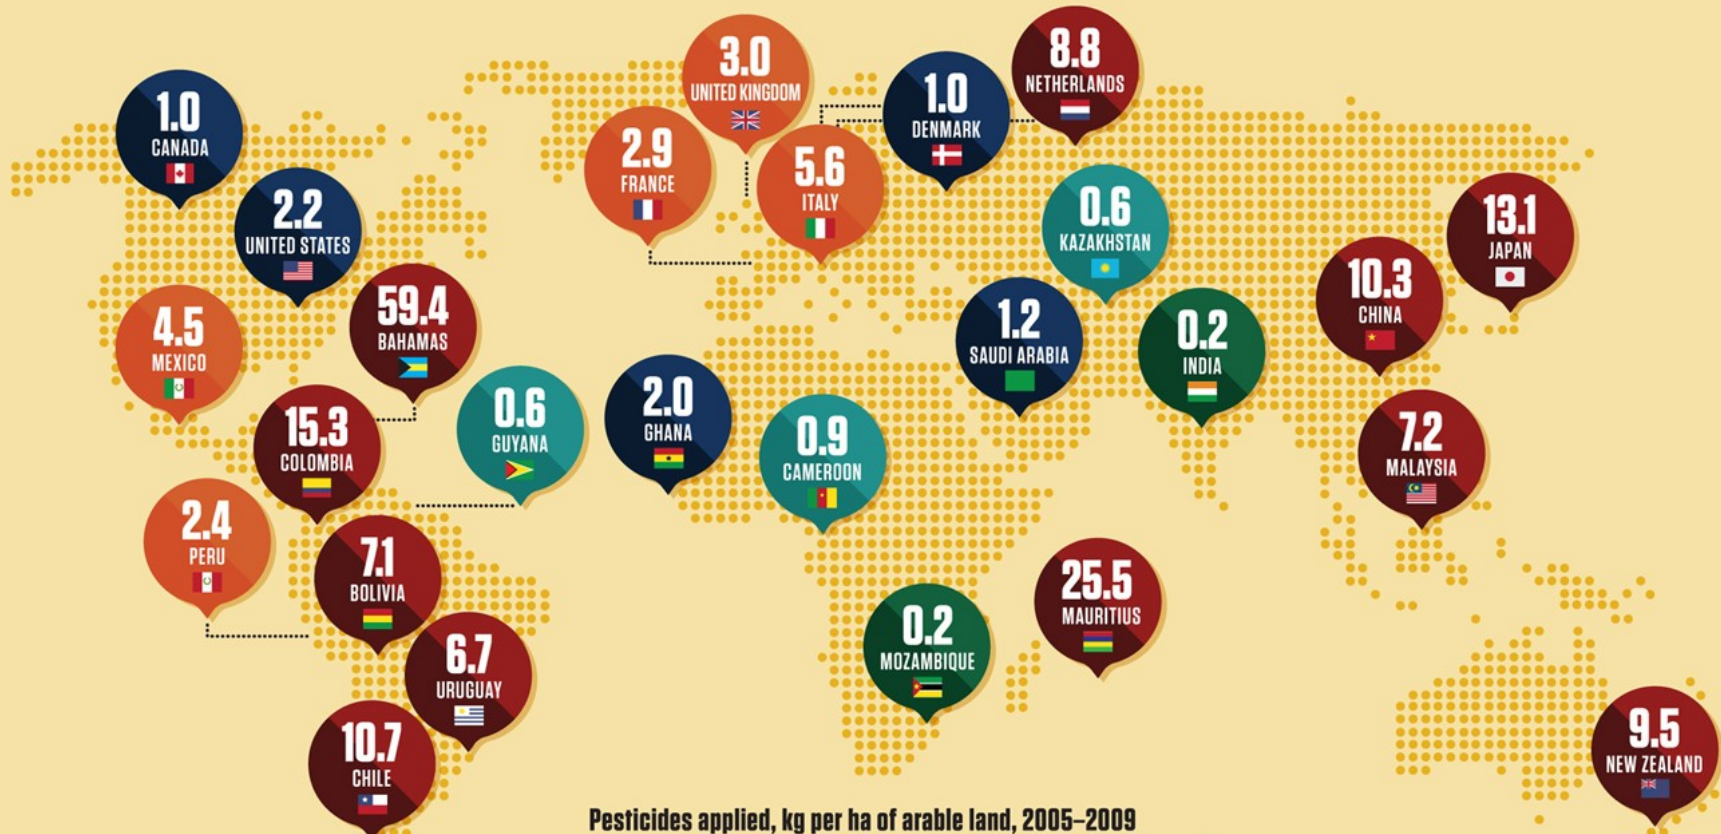 3.0
UNITED KINGDOM
8.8
NETHERLANDS
1.0
CANADA
1.0
DENMARK
2.9
FRANCE
5.6
ITALY
2.2
UNITED STATES
0.6
KAZAKHSTAN
13.1
JAPAN
10.3
CHINA
59.4
BAHAMAS
4.5
MEXICO
1.2
SAUDI ARABIA
0.2
INDIA
15.3
COLOMBIA
0.6
GUYANA
2.0
GHANA
0.9
CAMEROON
7.2
MALAYSIA
2.4
PERU
7.1
BOLIVIA
25.5
MAURITIUS
0.2
MOZAMBIQUE
6.7
URUGUAY
10.7
CHILE
9.5
NEW ZEALAND
Pesticides applied, kg per ha of arable land, 2005–2009